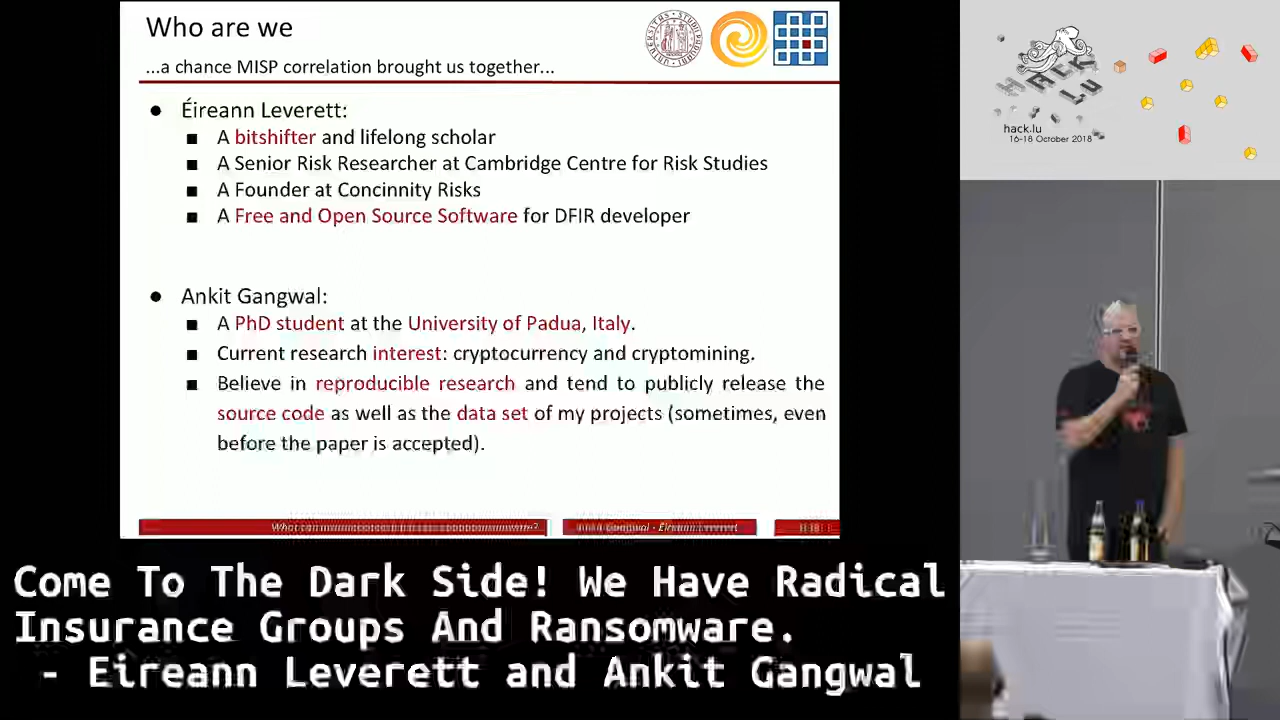 Who are we
...a chance MISP correlation brought us together...
● Éireann Leverett:
■ A bitshifter and lifelong scholar
■ A Senior Risk Researcher at Cambridge Centre for Risk Studies
■ A Founder at Concinnity Risks
■ A Free and Open Source Software for DFIR developer
● Ankit Gangwal:
■ A PhD student at the University of Padua, Italy.
■ Current research interest: cryptocurrency and cryptomining.
■ Believe in reproducible research and tend to publicly release the
source code as well as the data set of my projects (sometimes, even
before the paper is accepted).
Gangwal - Éireann Leverett
Come To The Dark Side! We Have Radical
Insurance Groups And Ransomware.
- Eireann Leverett and Ankit Gangwal
HACK
LU
hack.lu
16-18 October 2018